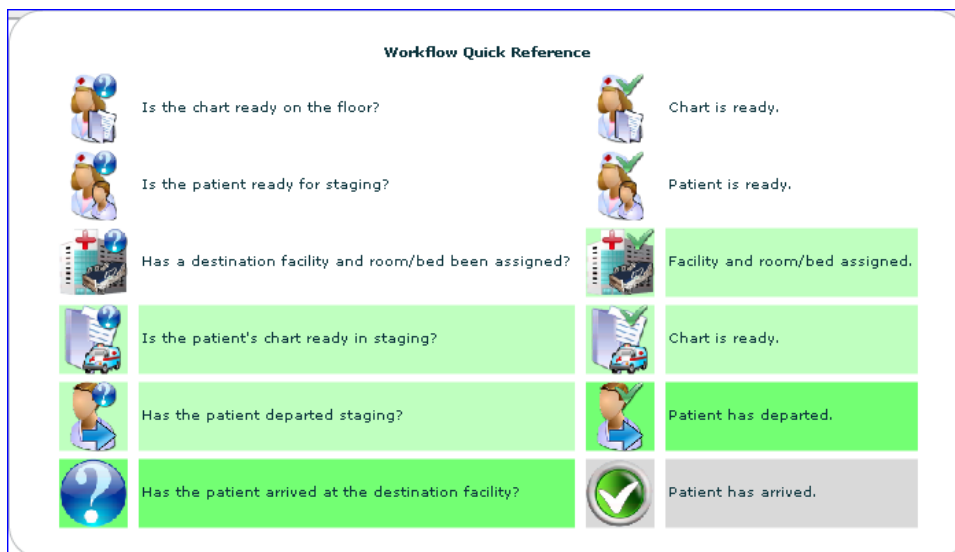 Workflow Quick Reference
Is the chart ready on the floor?
Chart is ready.
Is the patient ready for staging?
Patient is ready.
Has a destination facility and room/bed been assigned?
Facility and room/bed assigned.
Is the patient's chart ready in staging?
Chart is ready.
Has the patient departed staging?
Patient has departed.
Has the patient arrived at the destination facility?
Patient has arrived.